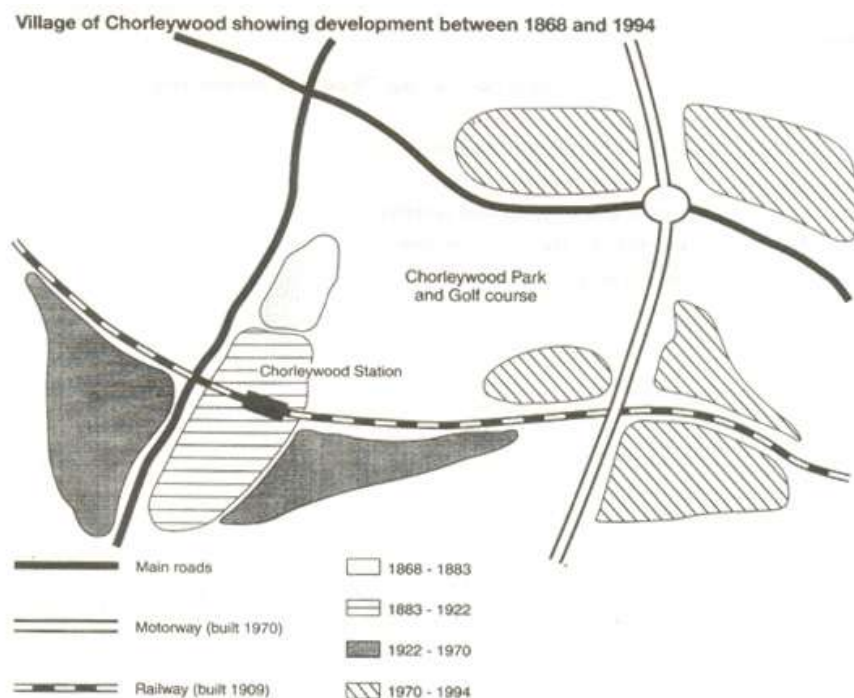 Village of Chorleywood showing development between 1868 and 1994
Chorleywood Park
and Golf course
Chorleywood Station
Main roads
1868 - 1883
1883 - 1922
Motorway (built 1970)
1922 - 1970
Railway (built 1909)
1970 - 1994